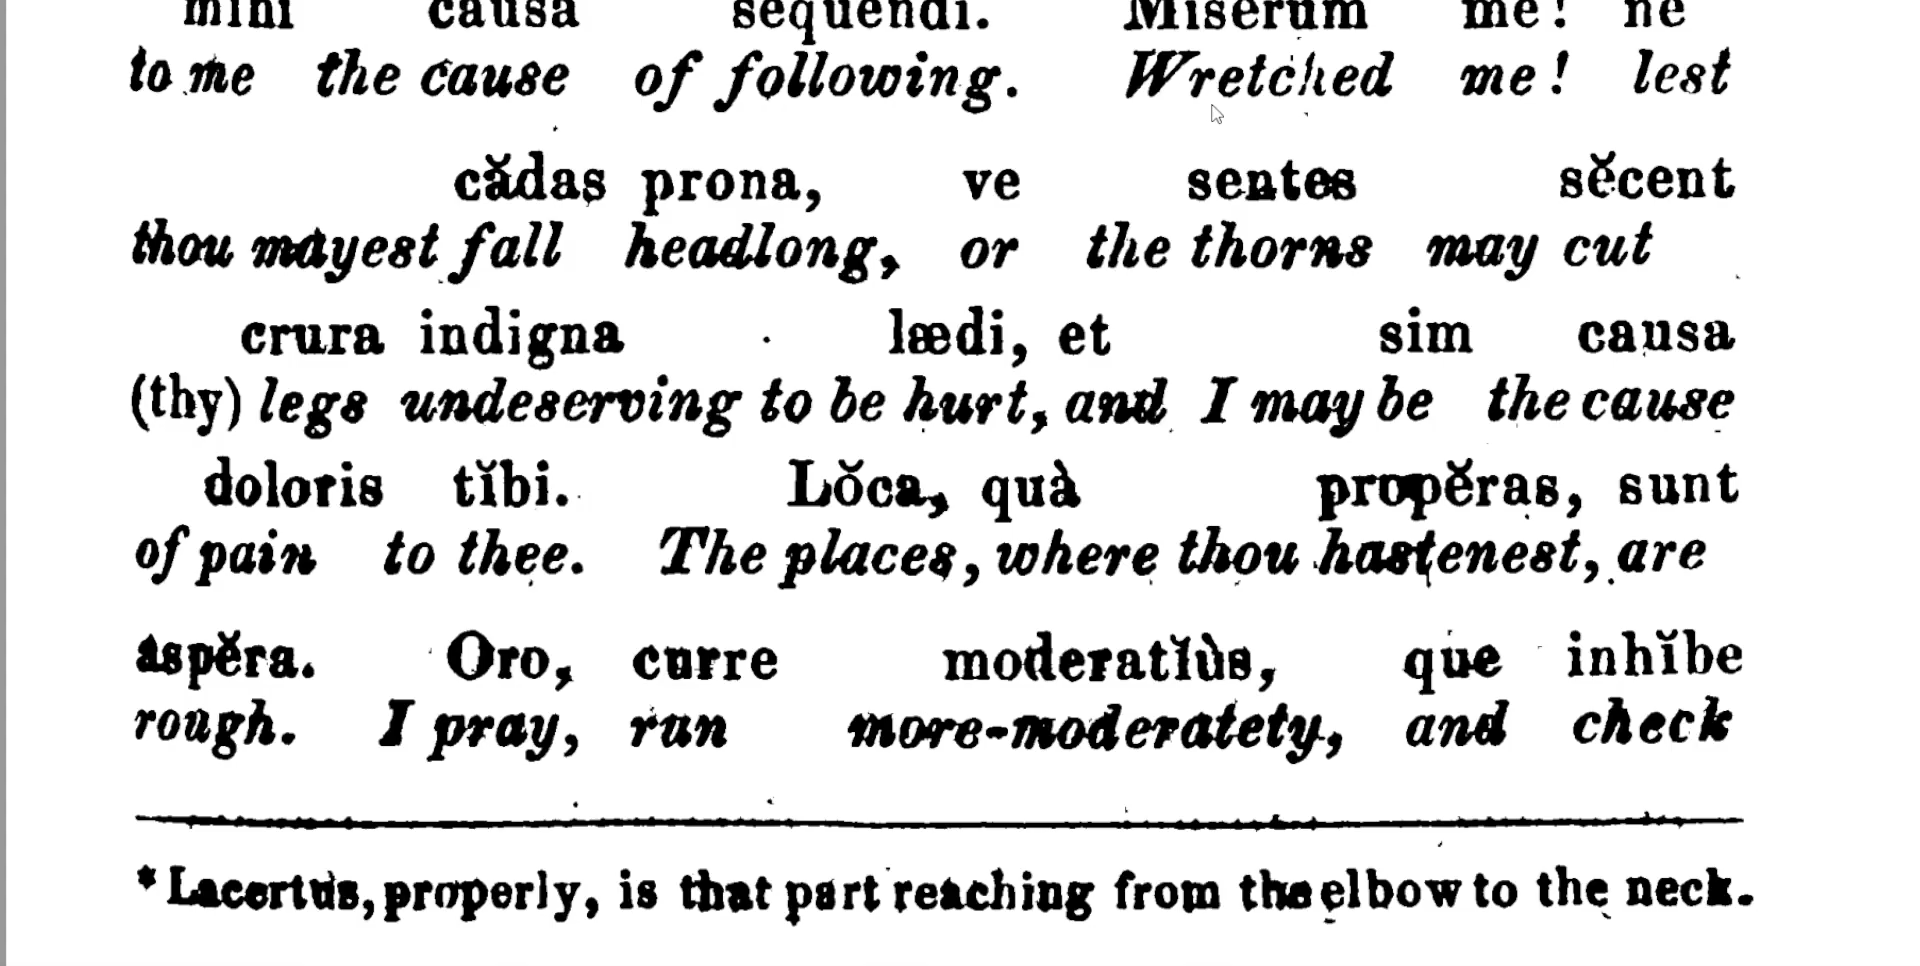 mihi causa sequendi. Miserum me! ne
to me the cause of following. Wretched me! lest
cădas prona, ve sentes sĕcent
thou mayest fall headlong, or the thorns may cut
crura indigna lædi, et sim causa
(thy) legs undeserving to be hurt, and I may be the cause
doloris tĭbi. Lŏca, quà propĕras, sunt
of pain to thee. The places, where thou hastenest, are
aspĕra. Oro, curre moderatĭùs, que inhĭbe
rough. I pray, run more-moderately, and check
* Lacertus, properly, is that part reaching from the elbow to the neck.